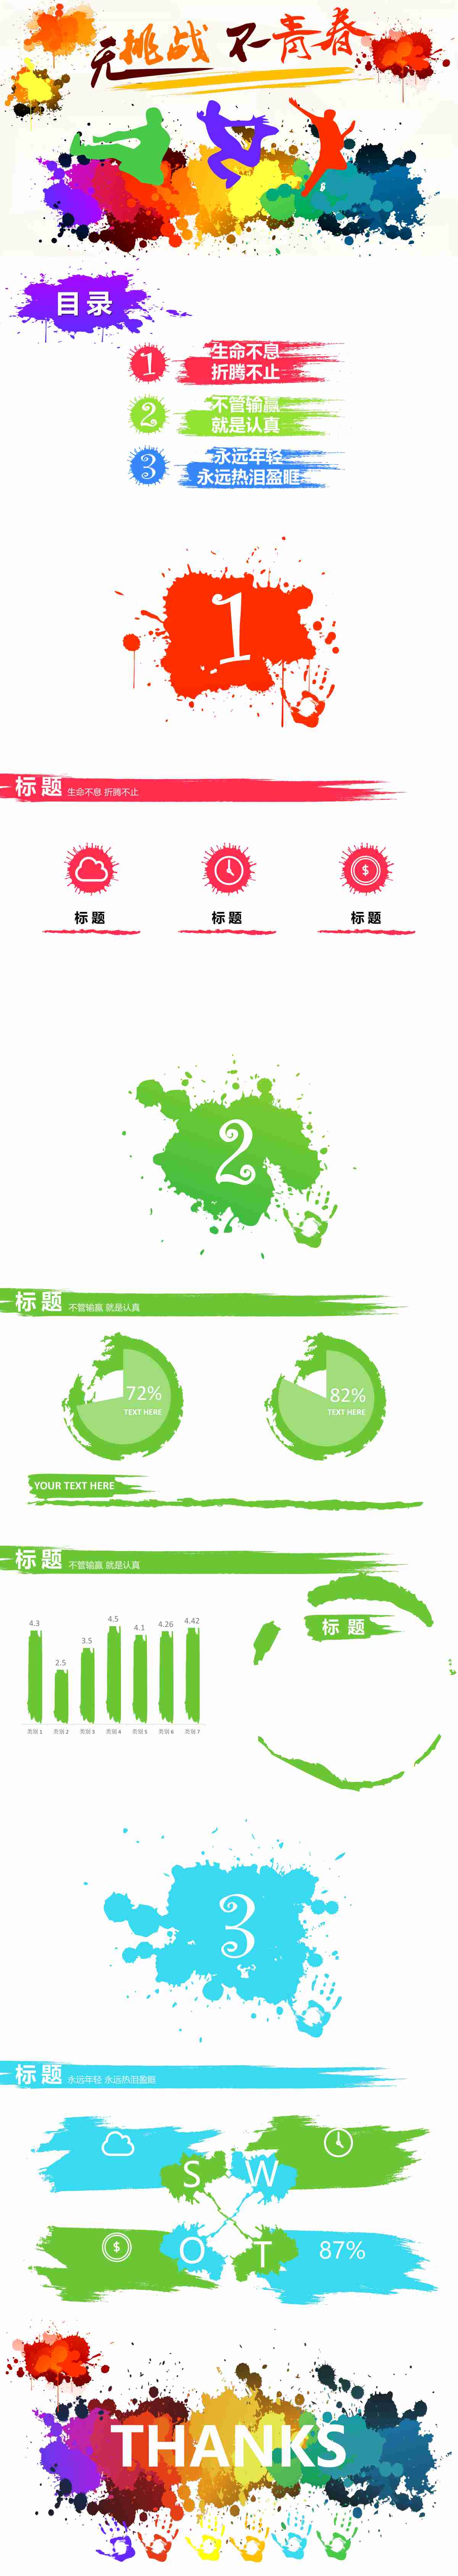 无挑战 不青春
目录
1
生命不息
折腾不止
2
不管输赢
就是认真
3
永远年轻
永远热泪盈眶
1
标题 生命不息 折腾不止
$
标题 标题 标题
2
标题 不管输赢 就是认真
72%
TEXT HERE
82%
TEXT HERE
YOUR TEXT HERE
标题 不管输赢 就是认真
标题
4.3 2.5 3.5 4.5 4.1 4.26 4.42
类别 1 类别 2 类别 3 类别 4 类别 5 类别 6 类别 7
3
标题 永远年轻 永远热泪盈眶
S W
$ O T 87%
THANKS